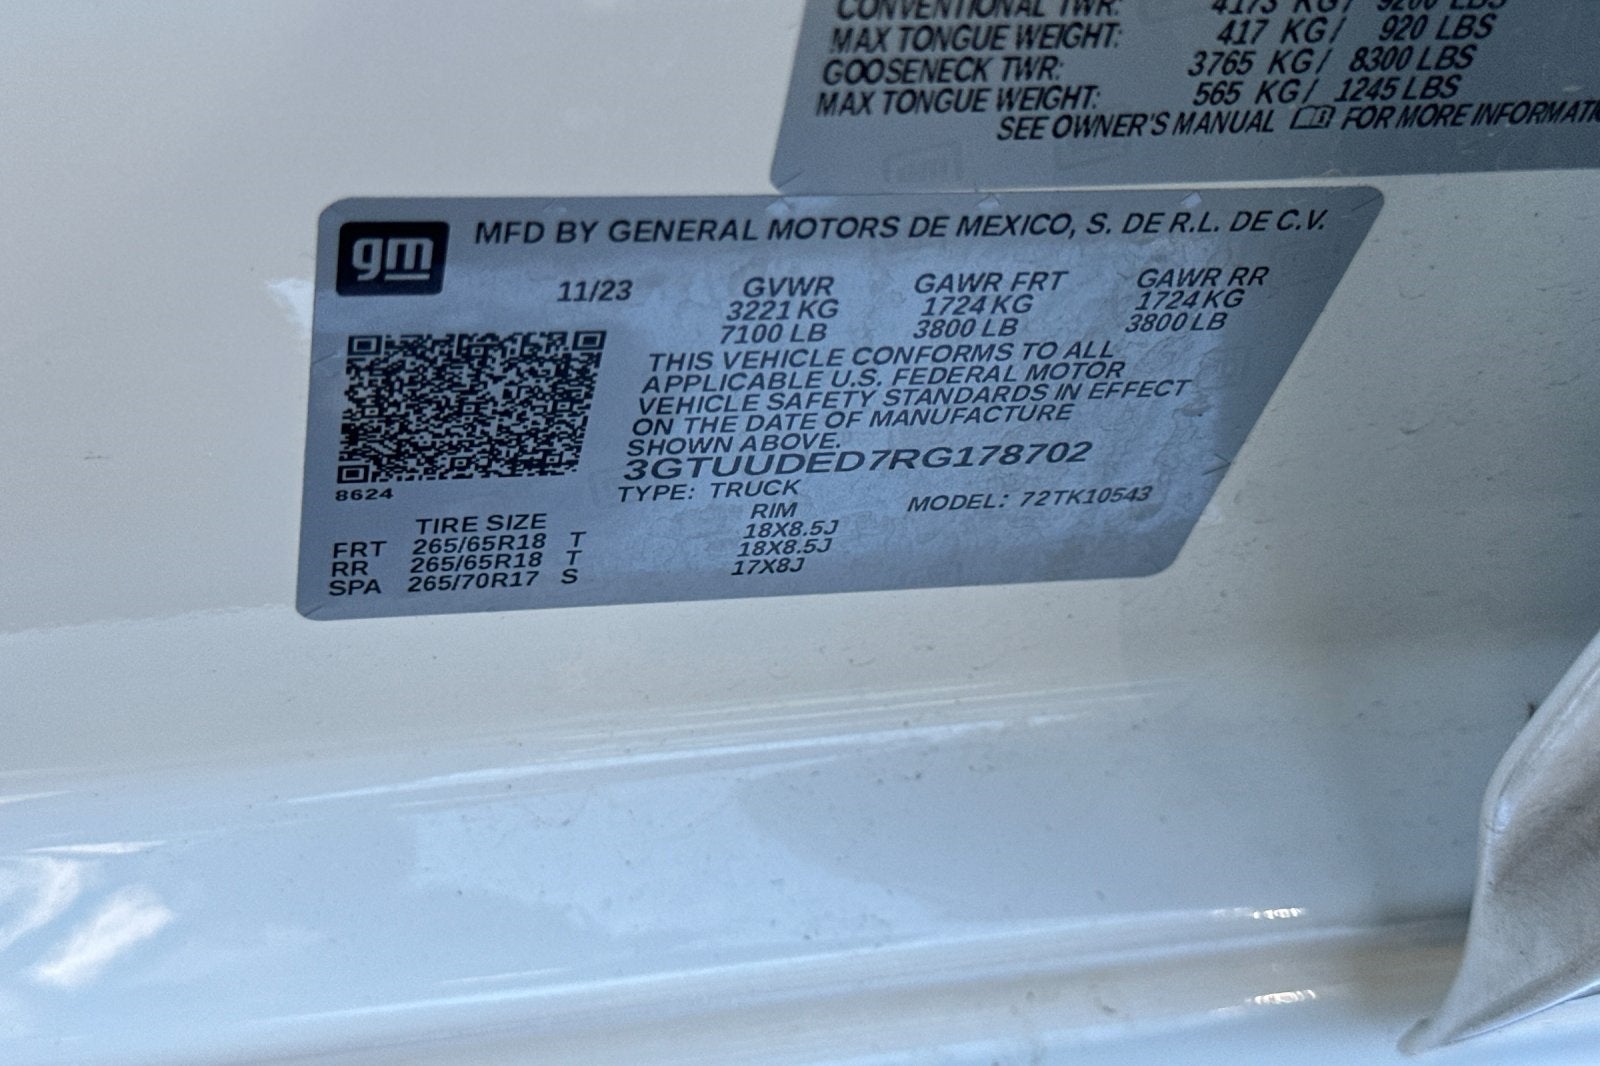 CONVENTIONAL TWR: 4173 KG/ 9200 LBS
MAX TONGUE WEIGHT: 417 KG/ 920 LBS
GOOSENECK TWR: 3765 KG/ 8300 LBS
MAX TONGUE WEIGHT: 565 KG/ 1245 LBS
SEE OWNER'S MANUAL FOR MORE INFORMATI
gm
MFD BY GENERAL MOTORS DE MEXICO, S. DE R.L. DE C.V.
11/23 GVWR GAWR FRT GAWR RR
3221 KG 1724 KG 1724 KG
7100 LB 3800 LB 3800 LB
THIS VEHICLE CONFORMS TO ALL
APPLICABLE U.S. FEDERAL MOTOR
VEHICLE SAFETY STANDARDS IN EFFECT
ON THE DATE OF MANUFACTURE
SHOWN ABOVE.
3GTUUDED7RG178702
8624
TYPE: TRUCK MODEL: 72TK10543
TIRE SIZE RIM
FRT 265/65R18 T 18X8.5J
RR 265/65R18 T 18X8.5J
SPA 265/70R17 S 17X8J